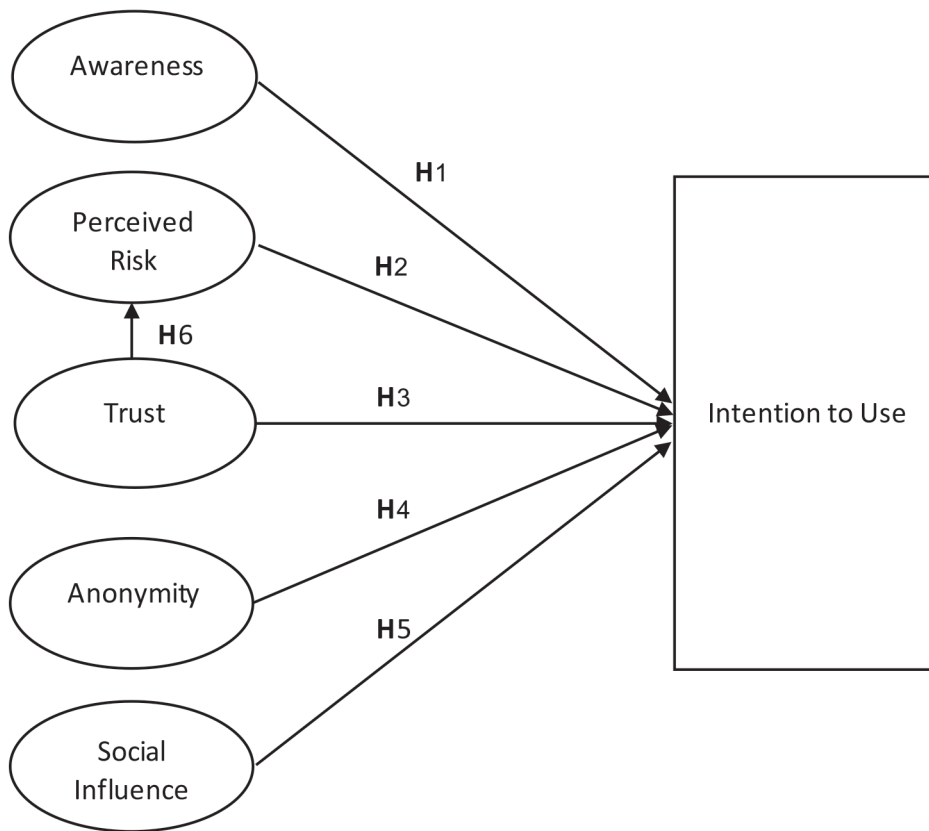 Awareness
H1
Perceived
Risk
H2
H6
Trust
H3
Intention to Use
H4
Anonymity
H5
Social
Influence